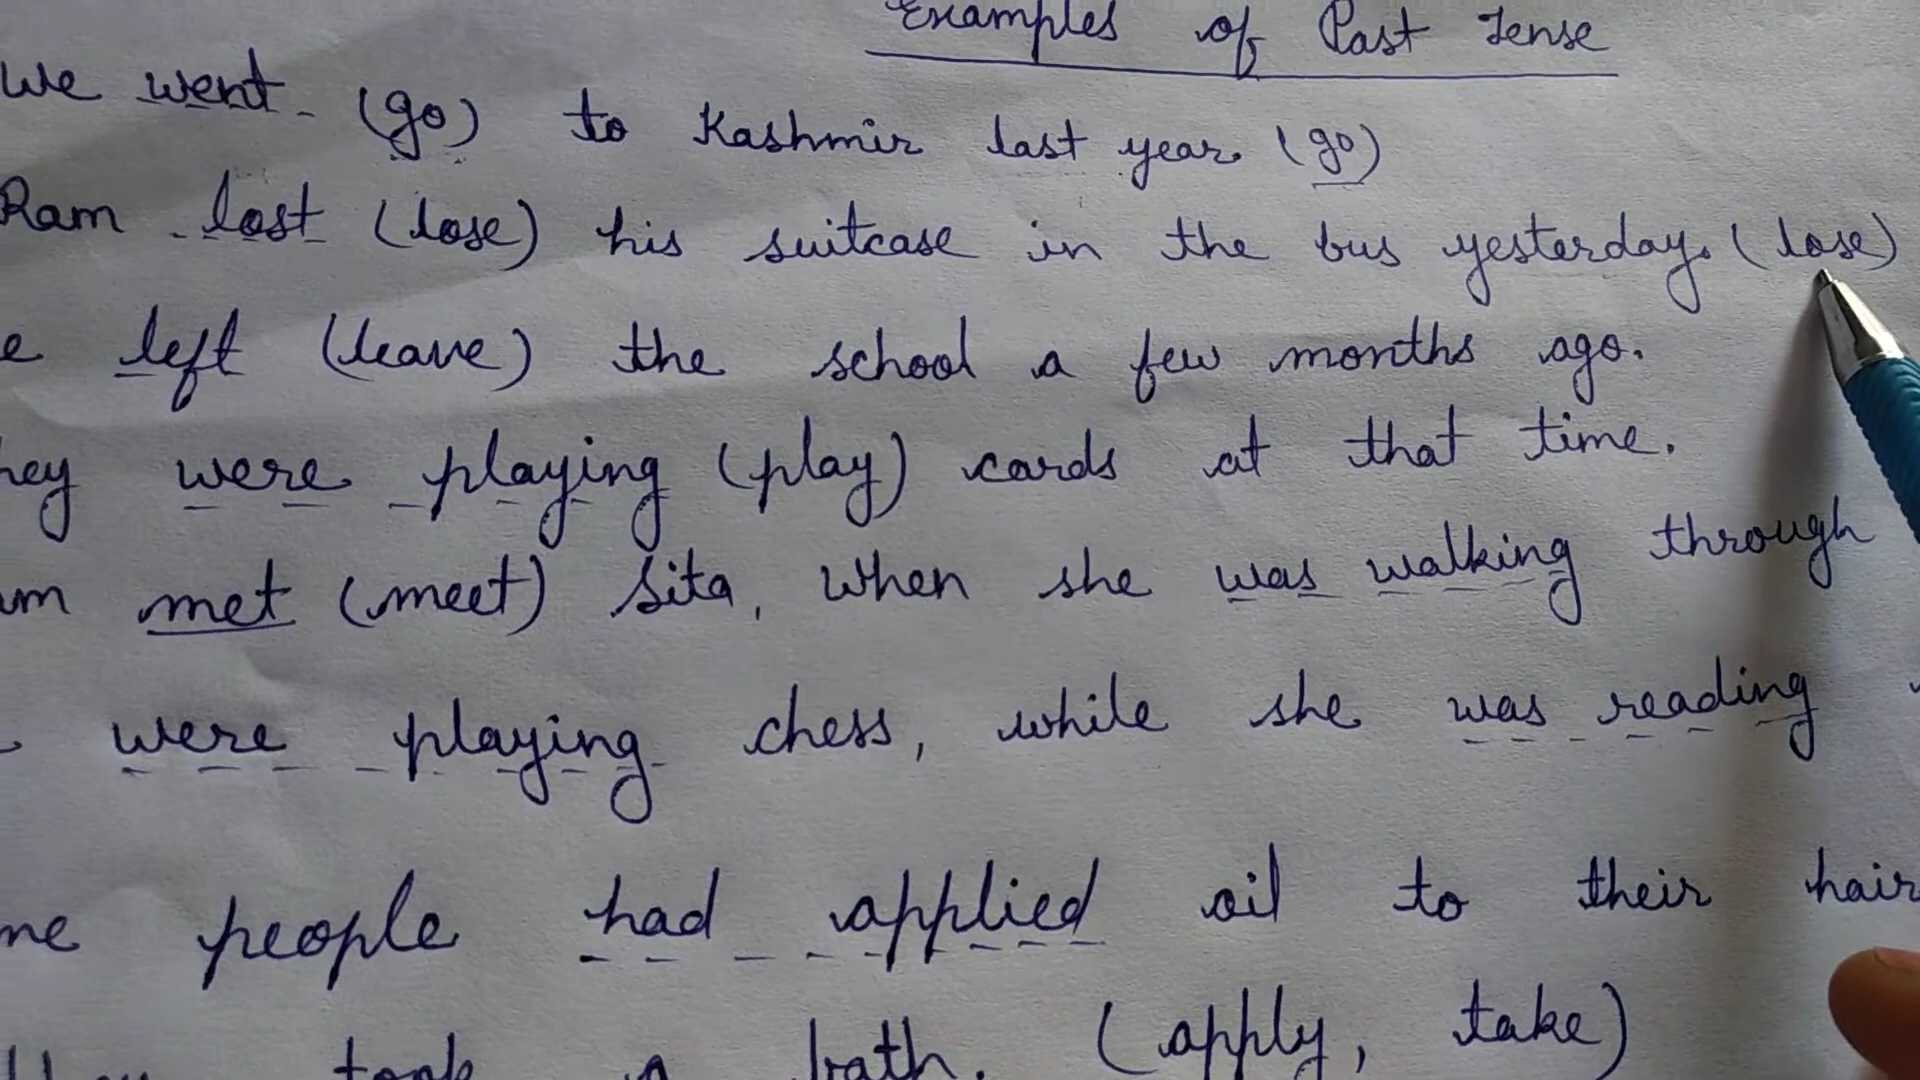 Examples of Past Tense
We went (go) to Kashmir last year. (go)
Ram lost (lose) his suitcase in the bus yesterday. (lose)
e left (leave) the school a few months ago.
hey were playing (play) cards at that time.
am met (meet) Sita, when she was walking through
were playing chess, while she was reading
me people had applied oil to their hair
took a bath. (apply, take)